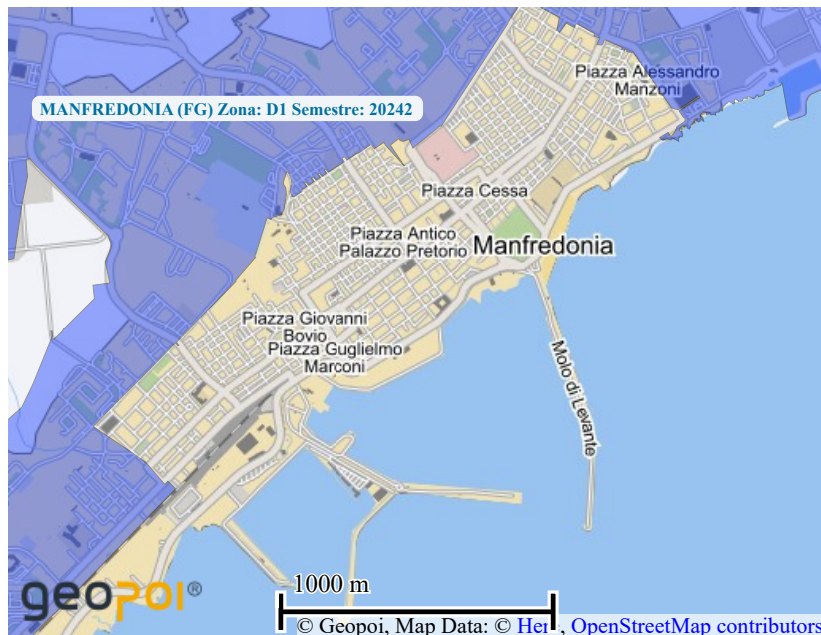 Piazza Alessandro
Manzoni
MANFREDONIA (FG) Zona: D1 Semestre: 20242
Piazza Cessa
Piazza Antico
Palazzo Pretorio
Manfredonia
Piazza Giovanni
Bovio
Piazza Guglielmo
Marconi
Molo di Levante
geopoi®
1000 m
© Geopoi, Map Data: © Here, OpenStreetMap contributors